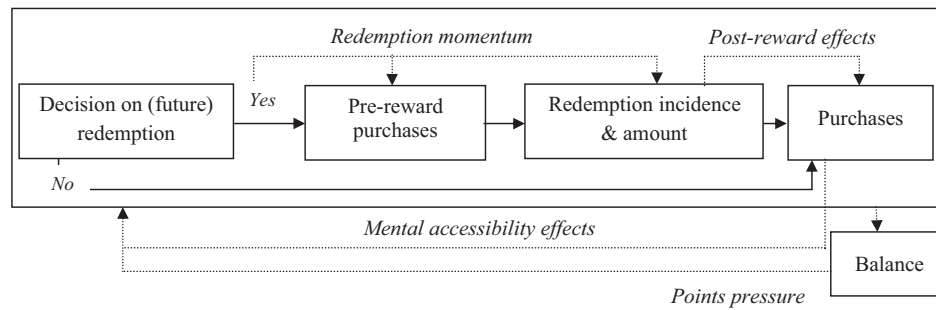 Redemption momentum
Post-reward effects
Decision on (future)
redemption
Yes
Pre-reward
purchases
Redemption incidence
& amount
Purchases
No
Mental accessibility effects
Balance
Points pressure